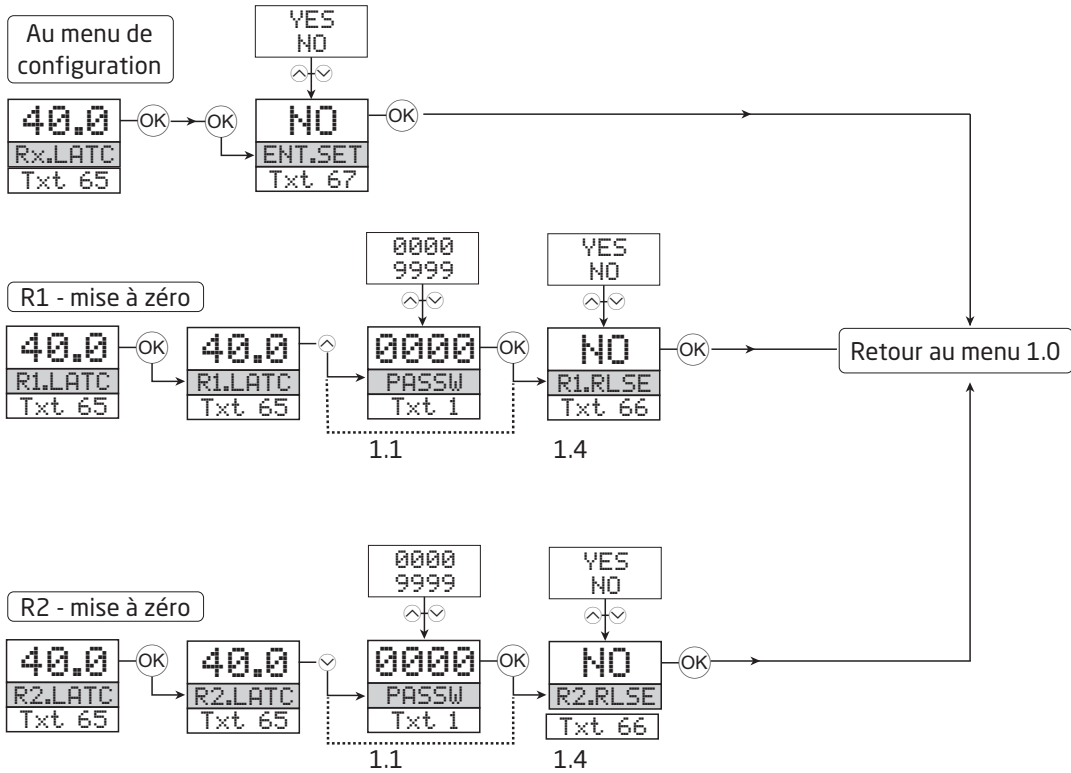 Au menu de
configuration
YES
NO
40.0
Rx.LATC
Txt 65
OK
OK
NO
ENT.SET
Txt 67
OK
R1 - mise à zéro
0000
9999
YES
NO
40.0
R1.LATC
Txt 65
OK
40.0
R1.LATC
Txt 65
0000
PASSW
Txt 1
OK
NO
R1.RLSE
Txt 66
OK
Retour au menu 1.0
1.1
1.4
R2 - mise à zéro
0000
9999
YES
NO
40.0
R2.LATC
Txt 65
OK
40.0
R2.LATC
Txt 65
0000
PASSW
Txt 1
OK
NO
R2.RLSE
Txt 66
OK
1.1
1.4